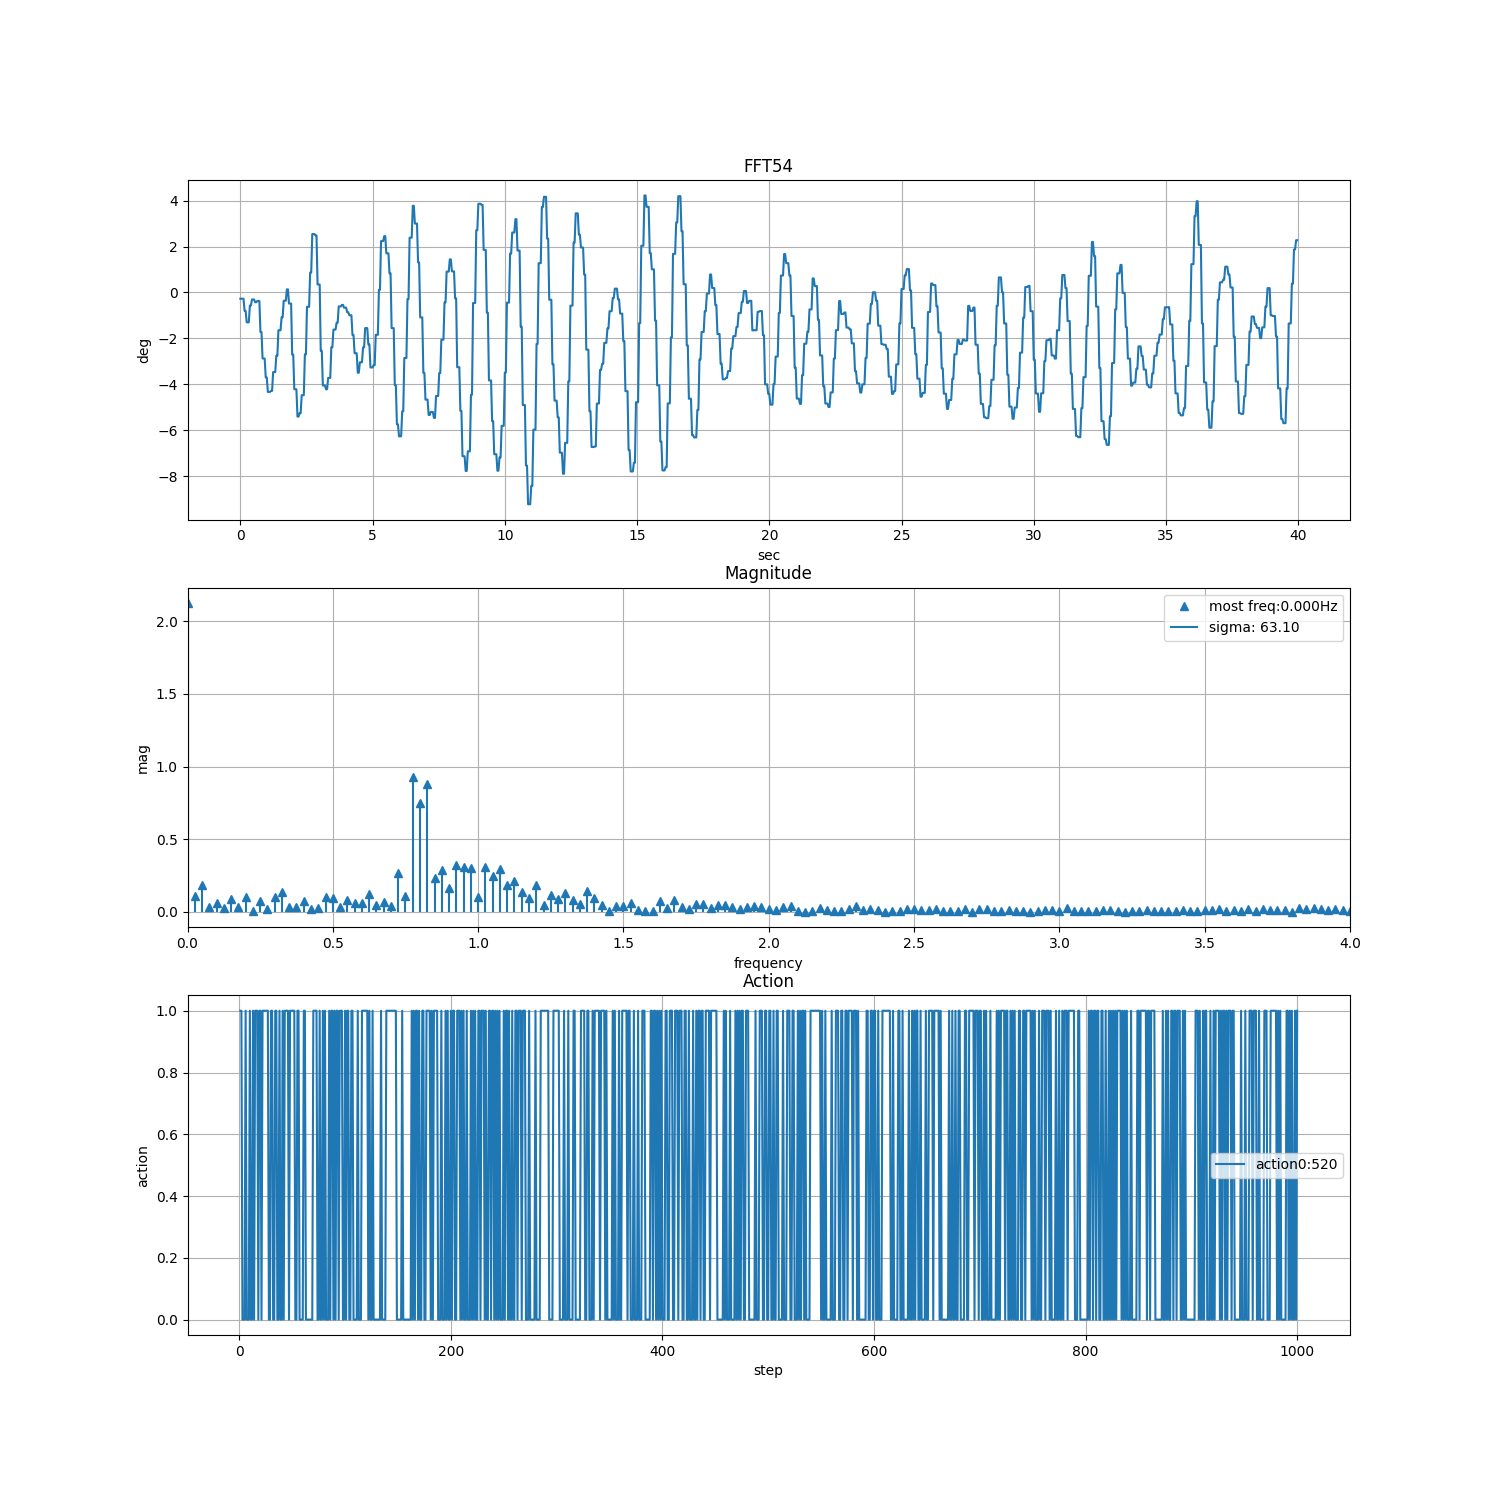 FFT54
4
2
0
−2
−4
−6
−8
deg
0 5 10 15 20 25 30 35 40
sec
Magnitude
2.0
1.5
1.0
0.5
0.0
mag
most freq:0.000Hz
sigma: 63.10
0.0 0.5 1.0 1.5 2.0 2.5 3.0 3.5 4.0
frequency
Action
1.0
0.8
0.6
0.4
0.2
0.0
action
action0:520
0 200 400 600 800 1000
step